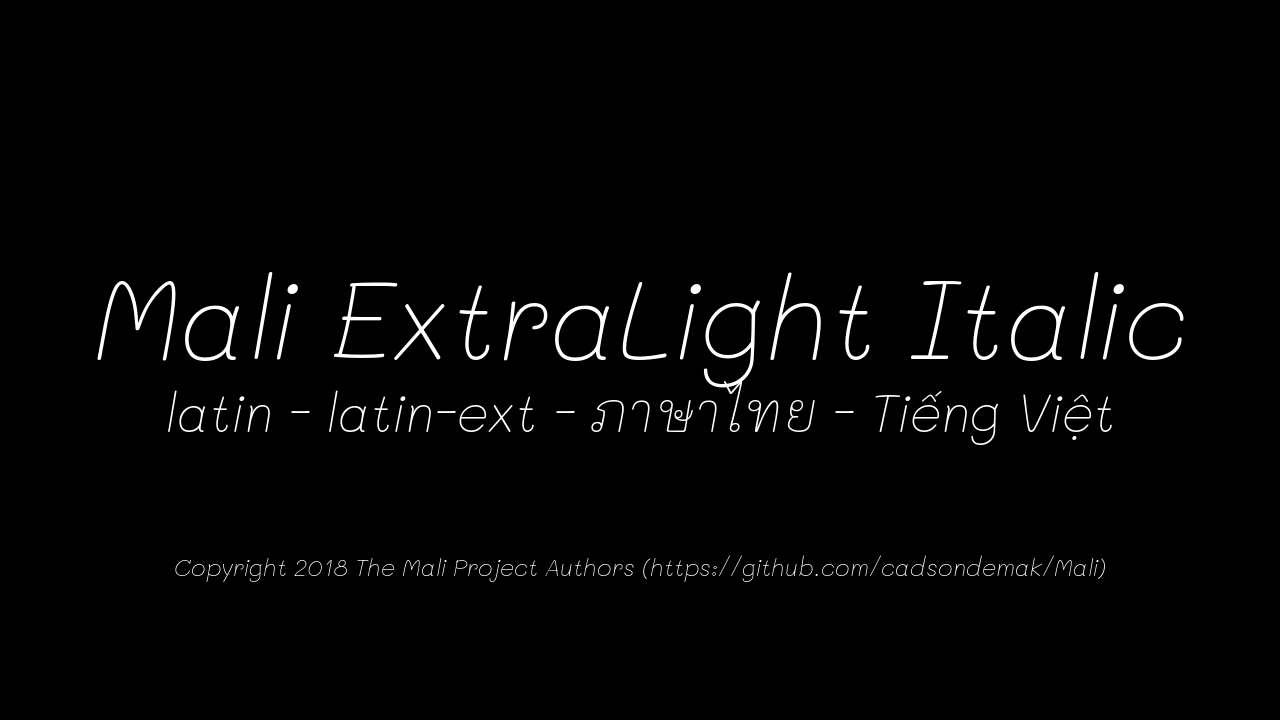 Mali ExtraLight Italic
latin - latin-ext - ภาษาไทย - Tiếng Việt
Copyright 2018 The Mali Project Authors (https://github.com/cadsondemak/Mali)